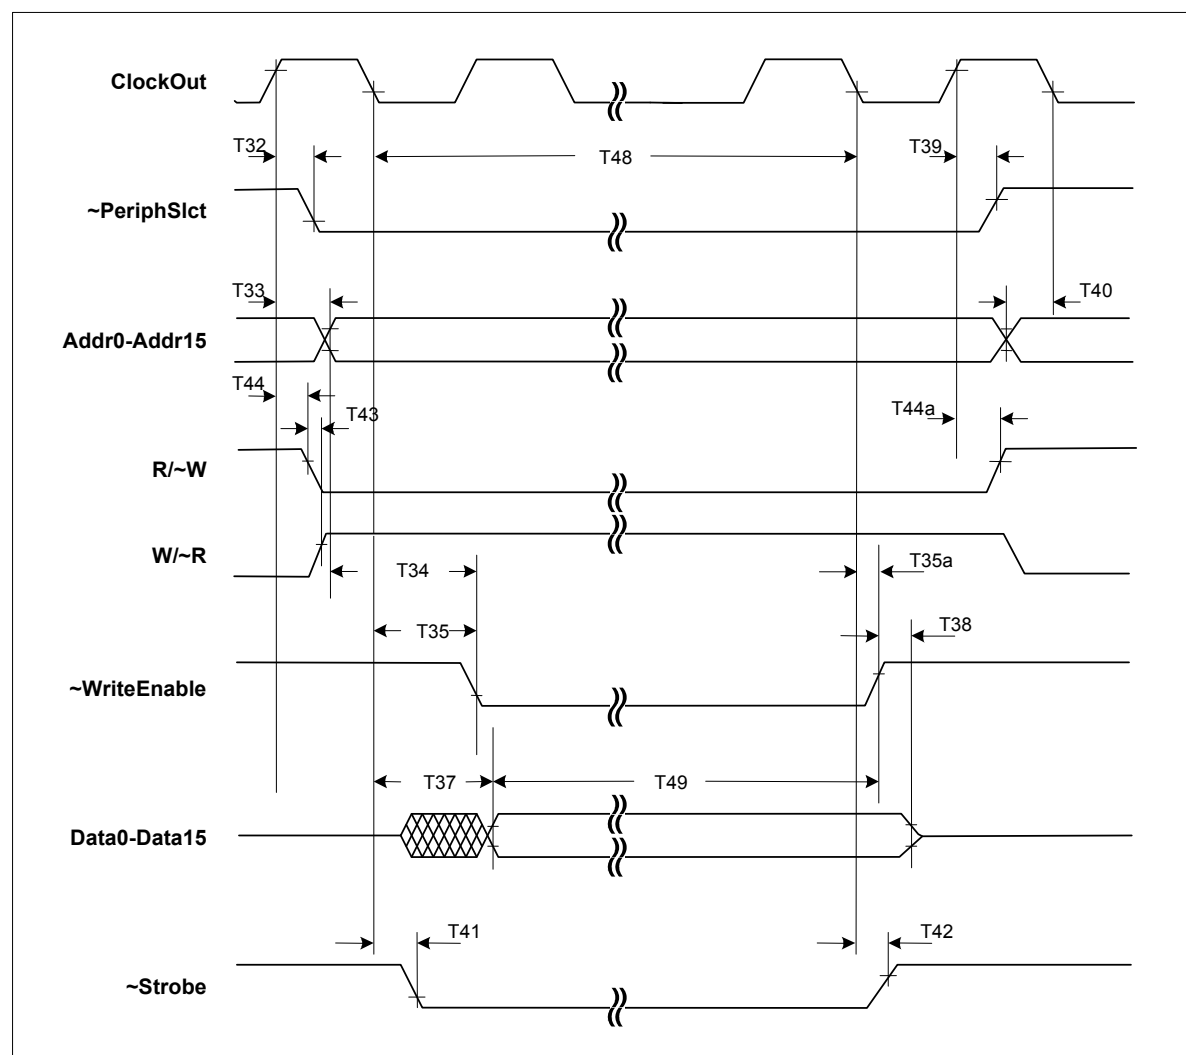 ClockOut
T32
T48
T39
~PeriphSlct
T33
T40
Addr0-Addr15
T44
T43
T44a
R/~W
W/~R
T34
T35a
T35
T38
~WriteEnable
T37
T49
Data0-Data15
T41
T42
~Strobe